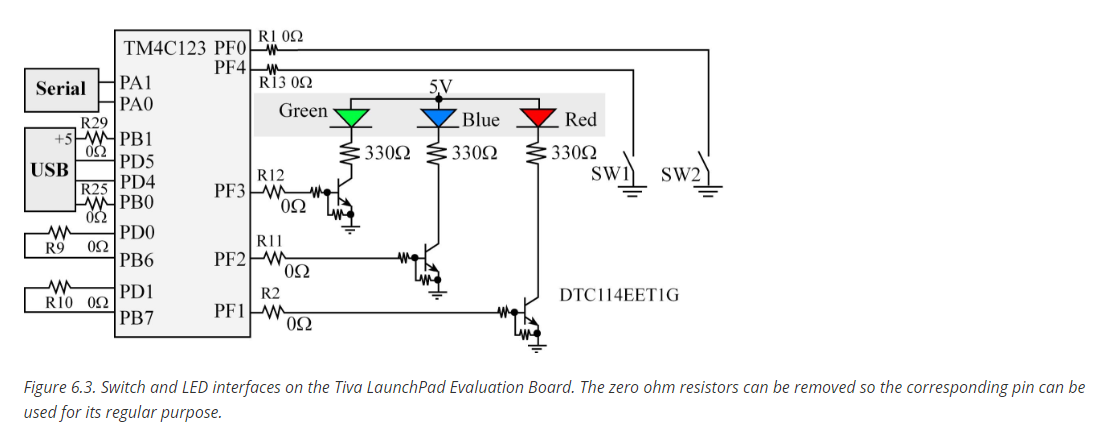 R1 0Ω
TM4C123 PF0
PF4
R13 0Ω
Serial
PA1
PA0
5V
Green
Blue
Red
R29
+5
0Ω
PB1
PD5
USB
PD4
R25
PB0
0Ω
330Ω
330Ω
330Ω
SW1
SW2
R12
PF3
0Ω
PD0
R9 0Ω
PB6
R11
PF2
0Ω
PD1
R10 0Ω
PB7
R2
PF1
0Ω
DTC114EET1G
Figure 6.3. Switch and LED interfaces on the Tiva LaunchPad Evaluation Board. The zero ohm resistors can be removed so the corresponding pin can be
used for its regular purpose.